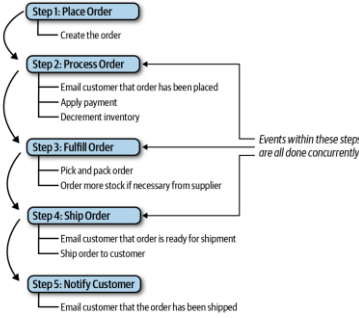 Step 1: Place Order
Create the order
Step 2: Process Order
Email customer that order has been placed
Apply payment
Decrement inventory
Events within these steps
are all done concurrently
Step 3: Fulfill Order
Pick and pack order
Order more stock if necessary from supplier
Step 4: Ship Order
Email customer that order is ready for shipment
Ship order to customer
Step 5: Notify Customer
Email customer that the order has been shipped